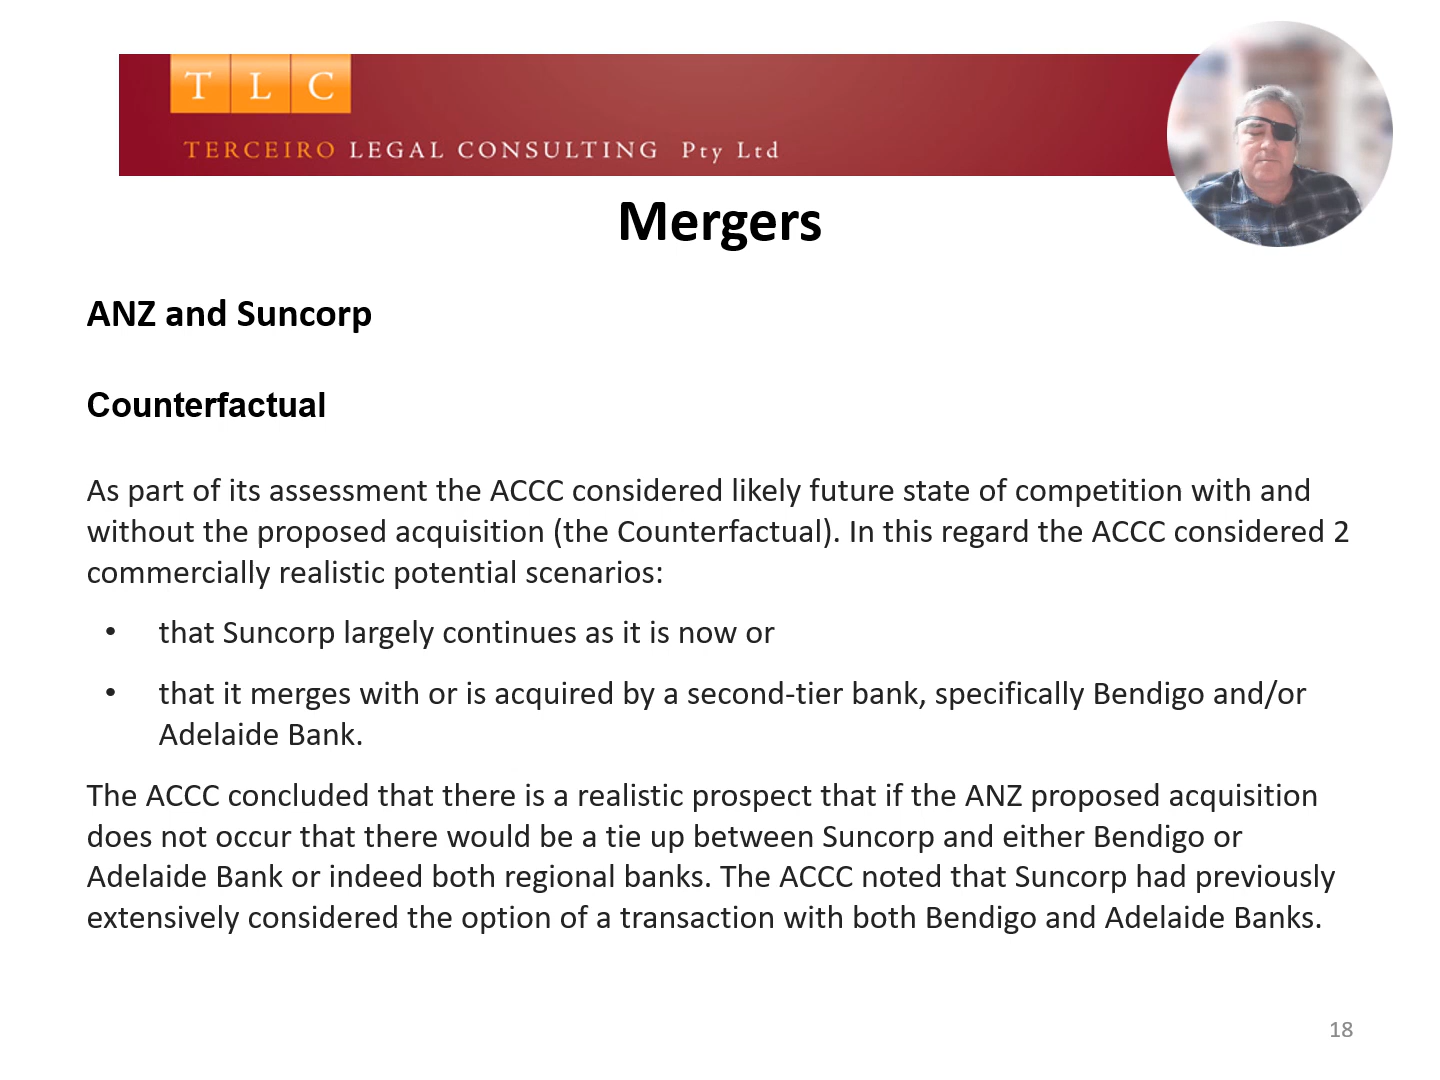 T L C
TERCEIRO LEGAL CONSULTING Pty Ltd
Mergers
ANZ and Suncorp
Counterfactual
As part of its assessment the ACCC considered likely future state of competition with and
without the proposed acquisition (the Counterfactual). In this regard the ACCC considered 2
commercially realistic potential scenarios:
• that Suncorp largely continues as it is now or
• that it merges with or is acquired by a second-tier bank, specifically Bendigo and/or
Adelaide Bank.
The ACCC concluded that there is a realistic prospect that if the ANZ proposed acquisition
does not occur that there would be a tie up between Suncorp and either Bendigo or
Adelaide Bank or indeed both regional banks. The ACCC noted that Suncorp had previously
extensively considered the option of a transaction with both Bendigo and Adelaide Banks.
18